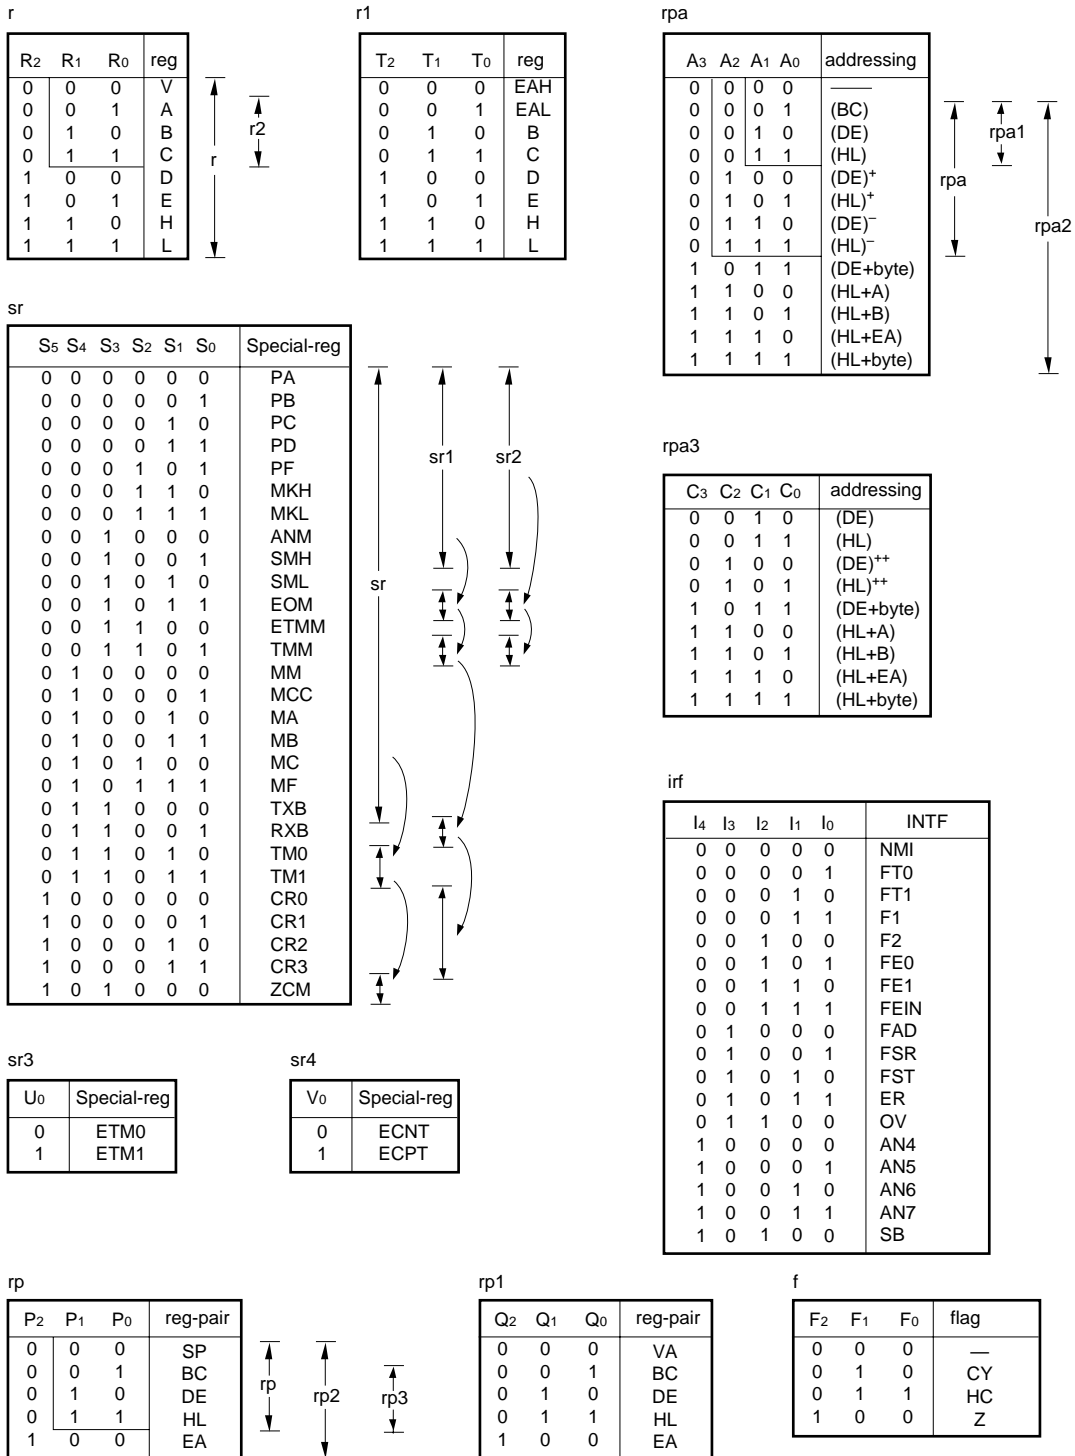 r
R2 R1 R0 reg
0 0 0 V
0 0 1 A
0 1 0 B
0 1 1 C
1 0 0 D
1 0 1 E
1 1 0 H
1 1 1 L
r2
r
r1
T2 T1 T0 reg
0 0 0 EAH
0 0 1 EAL
0 1 0 B
0 1 1 C
1 0 0 D
1 0 1 E
1 1 0 H
1 1 1 L
rpa
A3 A2 A1 A0 addressing
0 0 0 0 ——
0 0 0 1 (BC)
0 0 1 0 (DE)
0 0 1 1 (HL)
0 1 0 0 (DE)+
0 1 0 1 (HL)+
0 1 1 0 (DE)–
0 1 1 1 (HL)–
1 0 1 1 (DE+byte)
1 1 0 0 (HL+A)
1 1 0 1 (HL+B)
1 1 1 0 (HL+EA)
1 1 1 1 (HL+byte)
rpa1
rpa
rpa2
sr
S5 S4 S3 S2 S1 S0 Special-reg
0 0 0 0 0 0 PA
0 0 0 0 0 1 PB
0 0 0 0 1 0 PC
0 0 0 0 1 1 PD
0 0 0 1 0 1 PF
0 0 0 1 1 0 MKH
0 0 0 1 1 1 MKL
0 0 1 0 0 0 ANM
0 0 1 0 0 1 SMH
0 0 1 0 1 0 SML
0 0 1 0 1 1 EOM
0 0 1 1 0 0 ETMM
0 0 1 1 0 1 TMM
0 1 0 0 0 0 MM
0 1 0 0 0 1 MCC
0 1 0 0 1 0 MA
0 1 0 0 1 1 MB
0 1 0 1 0 0 MC
0 1 0 1 1 1 MF
0 1 1 0 0 0 TXB
0 1 1 0 0 1 RXB
0 1 1 0 1 0 TM0
0 1 1 0 1 1 TM1
1 0 0 0 0 0 CR0
1 0 0 0 0 1 CR1
1 0 0 0 1 0 CR2
1 0 0 0 1 1 CR3
1 0 1 0 0 0 ZCM
sr
sr1
sr2
rpa3
C3 C2 C1 C0 addressing
0 0 1 0 (DE)
0 0 1 1 (HL)
0 1 0 0 (DE)++
0 1 0 1 (HL)++
1 0 1 1 (DE+byte)
1 1 0 0 (HL+A)
1 1 0 1 (HL+B)
1 1 1 0 (HL+EA)
1 1 1 1 (HL+byte)
irf
I4 I3 I2 I1 I0 INTF
0 0 0 0 0 NMI
0 0 0 0 1 FT0
0 0 0 1 0 FT1
0 0 0 1 1 F1
0 0 1 0 0 F2
0 0 1 0 1 FE0
0 0 1 1 0 FE1
0 0 1 1 1 FEIN
0 1 0 0 0 FAD
0 1 0 0 1 FSR
0 1 0 1 0 FST
0 1 0 1 1 ER
0 1 1 0 0 OV
1 0 0 0 0 AN4
1 0 0 0 1 AN5
1 0 0 1 0 AN6
1 0 0 1 1 AN7
1 0 1 0 0 SB
sr3
U0 Special-reg
0 ETM0
1 ETM1
sr4
V0 Special-reg
0 ECNT
1 ECPT
rp
P2 P1 P0 reg-pair
0 0 0 SP
0 0 1 BC
0 1 0 DE
0 1 1 HL
1 0 0 EA
rp
rp2
rp3
rp1
Q2 Q1 Q0 reg-pair
0 0 0 VA
0 0 1 BC
0 1 0 DE
0 1 1 HL
1 0 0 EA
f
F2 F1 F0 flag
0 0 0 —
0 1 0 CY
0 1 1 HC
1 0 0 Z